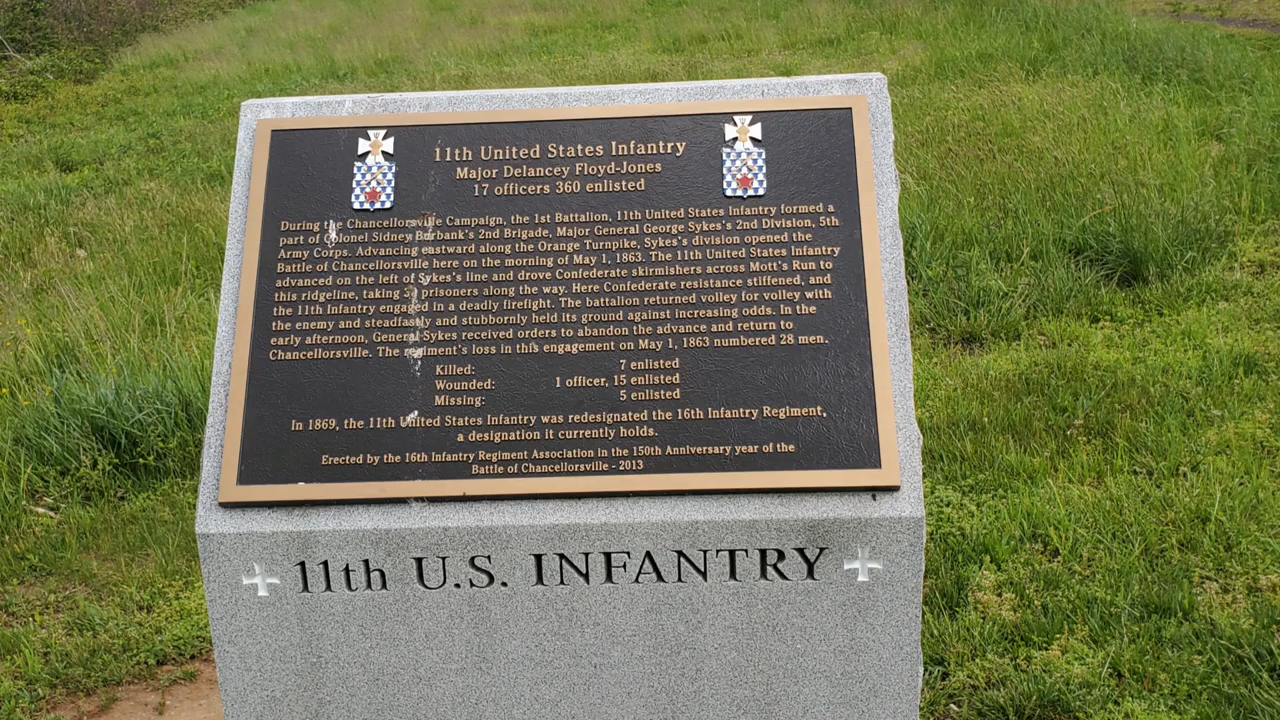 11th United States Infantry
Major Delancey Floyd-Jones
17 officers 360 enlisted
During the Chancellorsville Campaign, the 1st Battalion, 11th United States Infantry formed a
part of Colonel Sidney Burbank's 2nd Brigade, Major General George Sykes's 2nd Division, 5th
Army Corps. Advancing eastward along the Orange Turnpike, Sykes's division opened the
Battle of Chancellorsville here on the morning of May 1, 1863. The 11th United States Infantry
advanced on the left of Sykes's line and drove Confederate skirmishers across Mott's Run to
this ridgeline, taking prisoners along the way. Here Confederate resistance stiffened, and
the 11th Infantry engaged in a deadly firefight. The battalion returned volley for volley with
the enemy and steadfastly and stubbornly held its ground against increasing odds. In the
early afternoon, General Sykes received orders to abandon the advance and return to
Chancellorsville. The regiment's loss in this engagement on May 1, 1863 numbered 28 men.
Killed: 7 enlisted
Wounded: 1 officer, 15 enlisted
Missing: 5 enlisted
In 1869, the 11th United States Infantry was redesignated the 16th Infantry Regiment,
a designation it currently holds.
Erected by the 16th Infantry Regiment Association in the 150th Anniversary year of the
Battle of Chancellorsville - 2013
11th U.S. INFANTRY